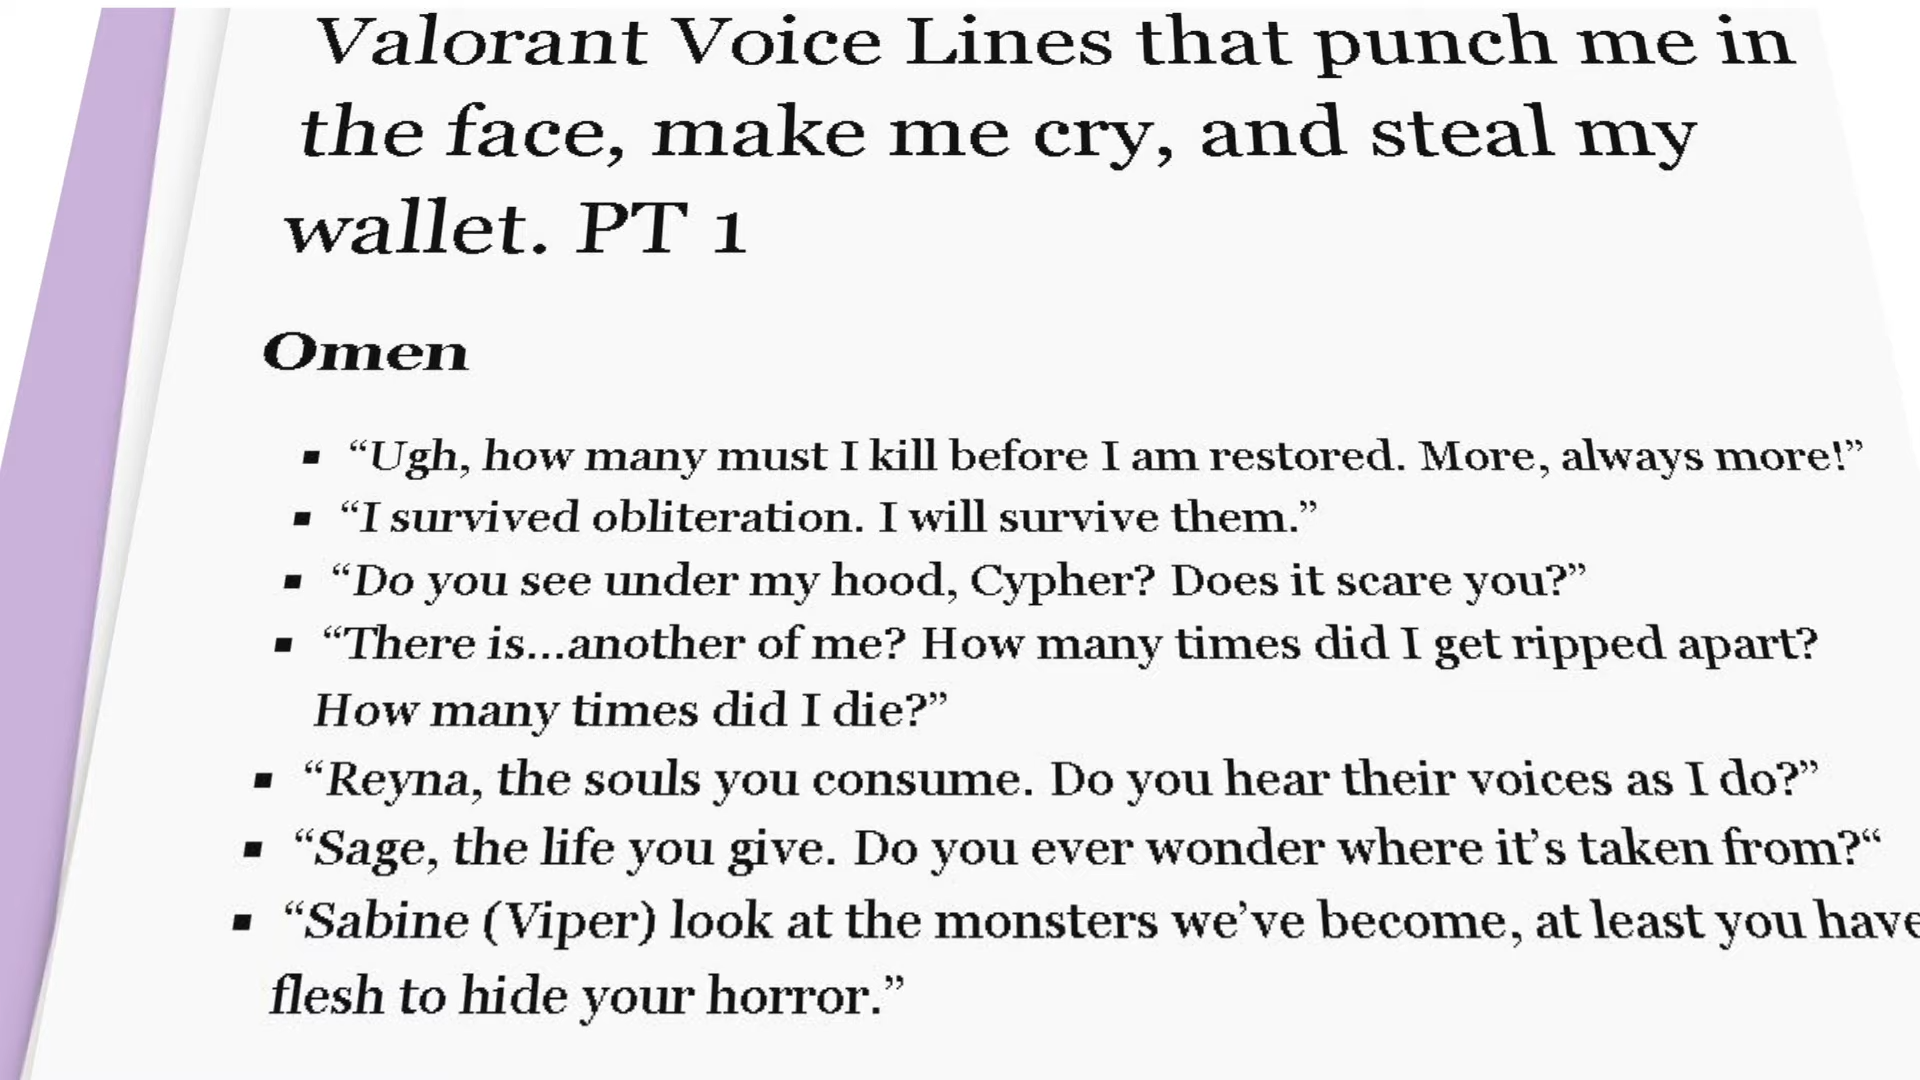 Valorant Voice Lines that punch me in
the face, make me cry, and steal my
wallet. PT 1
Omen
▪ “Ugh, how many must I kill before I am restored. More, always more!”
▪ “I survived obliteration. I will survive them.”
▪ “Do you see under my hood, Cypher? Does it scare you?”
▪ “There is...another of me? How many times did I get ripped apart?
How many times did I die?”
▪ “Reyna, the souls you consume. Do you hear their voices as I do?”
▪ “Sage, the life you give. Do you ever wonder where it’s taken from?“
▪ “Sabine (Viper) look at the monsters we’ve become, at least you have
flesh to hide your horror.”